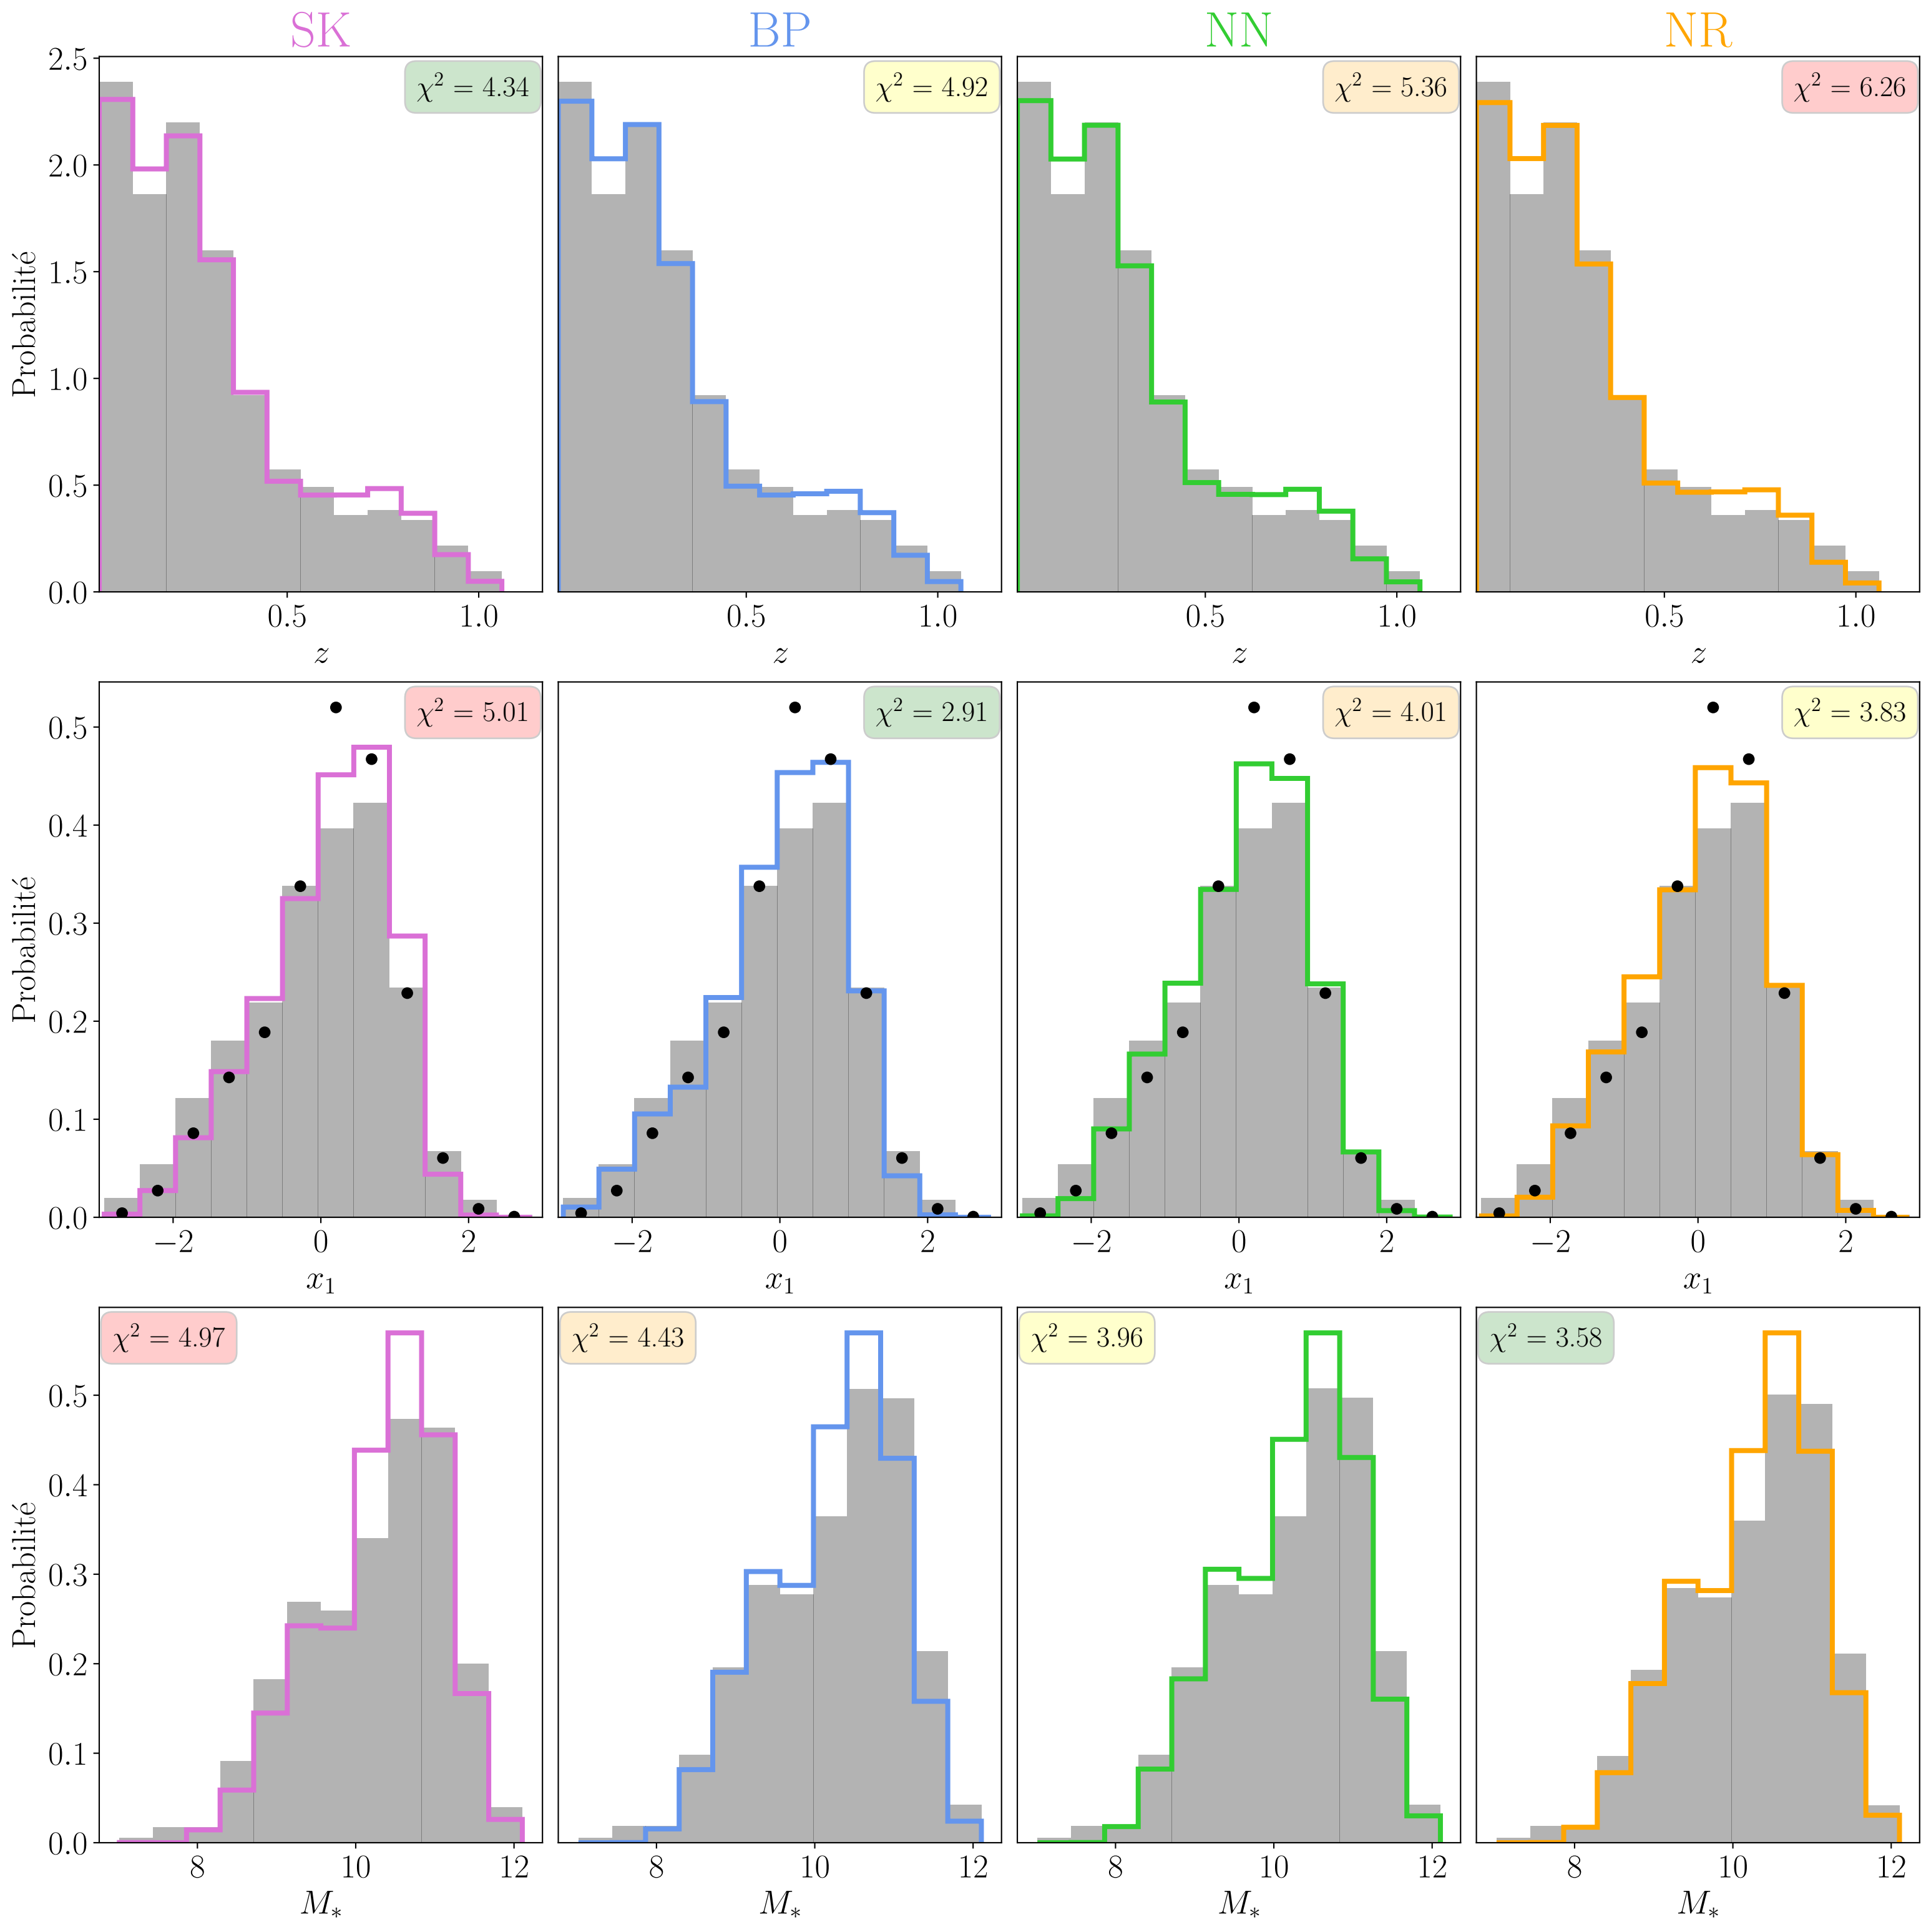 SK BP NN NR
Probabilité
2.5
2.0
1.5
1.0
0.5
0.0
χ² = 4.34
χ² = 4.92
χ² = 5.36
χ² = 6.26
0.5 1.0
0.5 1.0
0.5 1.0
0.5 1.0
z z z z
Probabilité
0.5
0.4
0.3
0.2
0.1
0.0
χ² = 5.01
χ² = 2.91
χ² = 4.01
χ² = 3.83
−2 0 2
−2 0 2
−2 0 2
−2 0 2
x₁ x₁ x₁ x₁
Probabilité
0.5
0.4
0.3
0.2
0.1
0.0
χ² = 4.97
χ² = 4.43
χ² = 3.96
χ² = 3.58
8 10 12
8 10 12
8 10 12
8 10 12
M∗ M∗ M∗ M∗